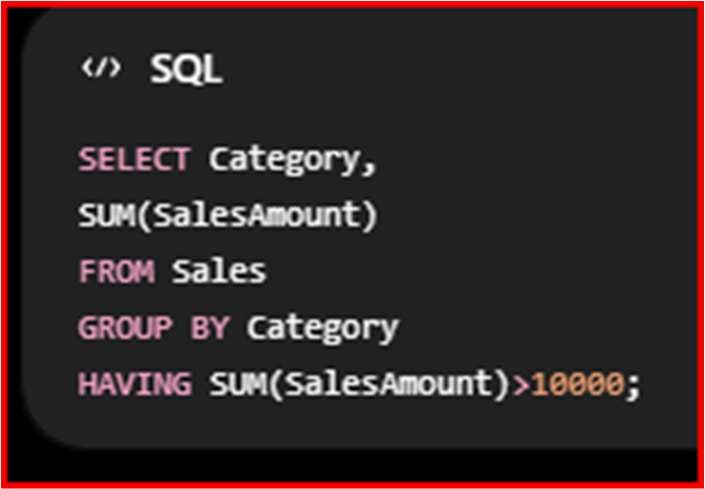 </> SQL
SELECT Category,
SUM(SalesAmount)
FROM Sales
GROUP BY Category
HAVING SUM(SalesAmount)>10000;